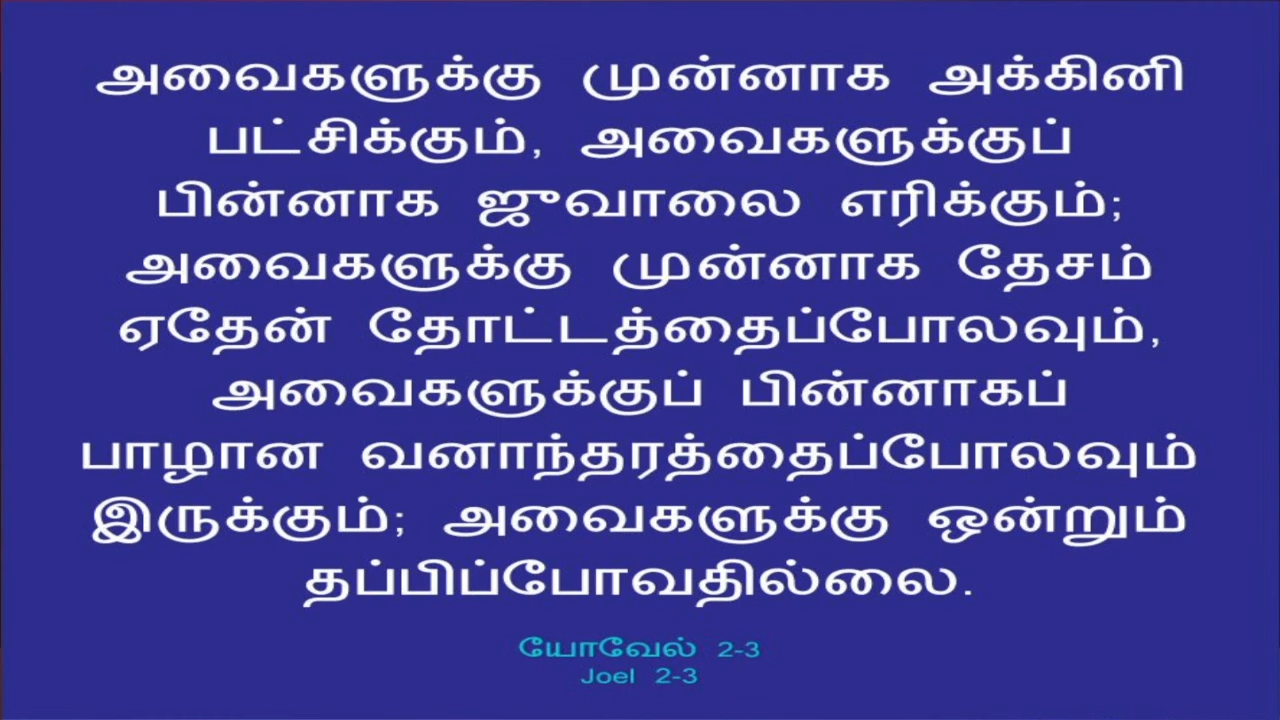 அவைகளுக்கு முன்னாக அக்கினி
பட்சிக்கும், அவைகளுக்குப்
பின்னாக ஜுவாலை எரிக்கும்;
அவைகளுக்கு முன்னாக தேசம்
ஏதேன் தோட்டத்தைப்போலவும்,
அவைகளுக்குப் பின்னாகப்
பாழான வனாந்தரத்தைப்போலவும்
இருக்கும்; அவைகளுக்கு ஒன்றும்
தப்பிப்போவதில்லை.
யோவேல் 2-3
Joel 2-3